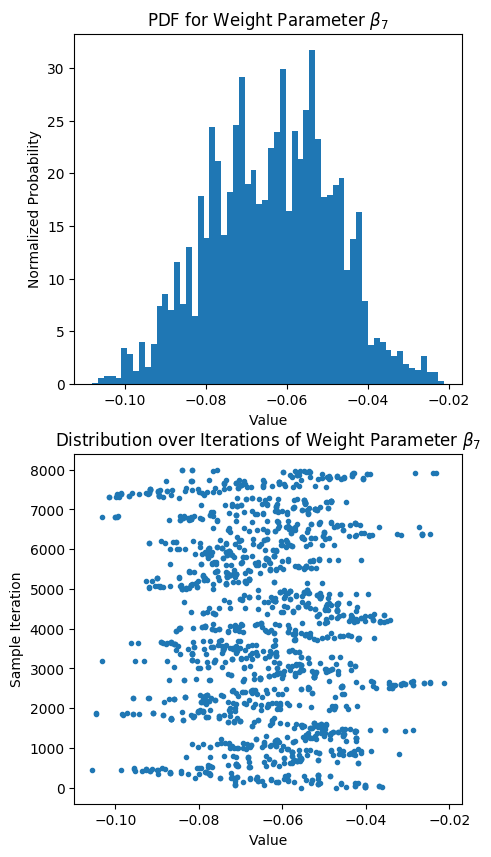 PDF for Weight Parameter β₇
Normalized Probability
30
25
20
15
10
5
0
−0.10 −0.08 −0.06 −0.04 −0.02
Value
Distribution over Iterations of Weight Parameter β₇
Sample Iteration
8000
7000
6000
5000
4000
3000
2000
1000
0
−0.10 −0.08 −0.06 −0.04 −0.02
Value